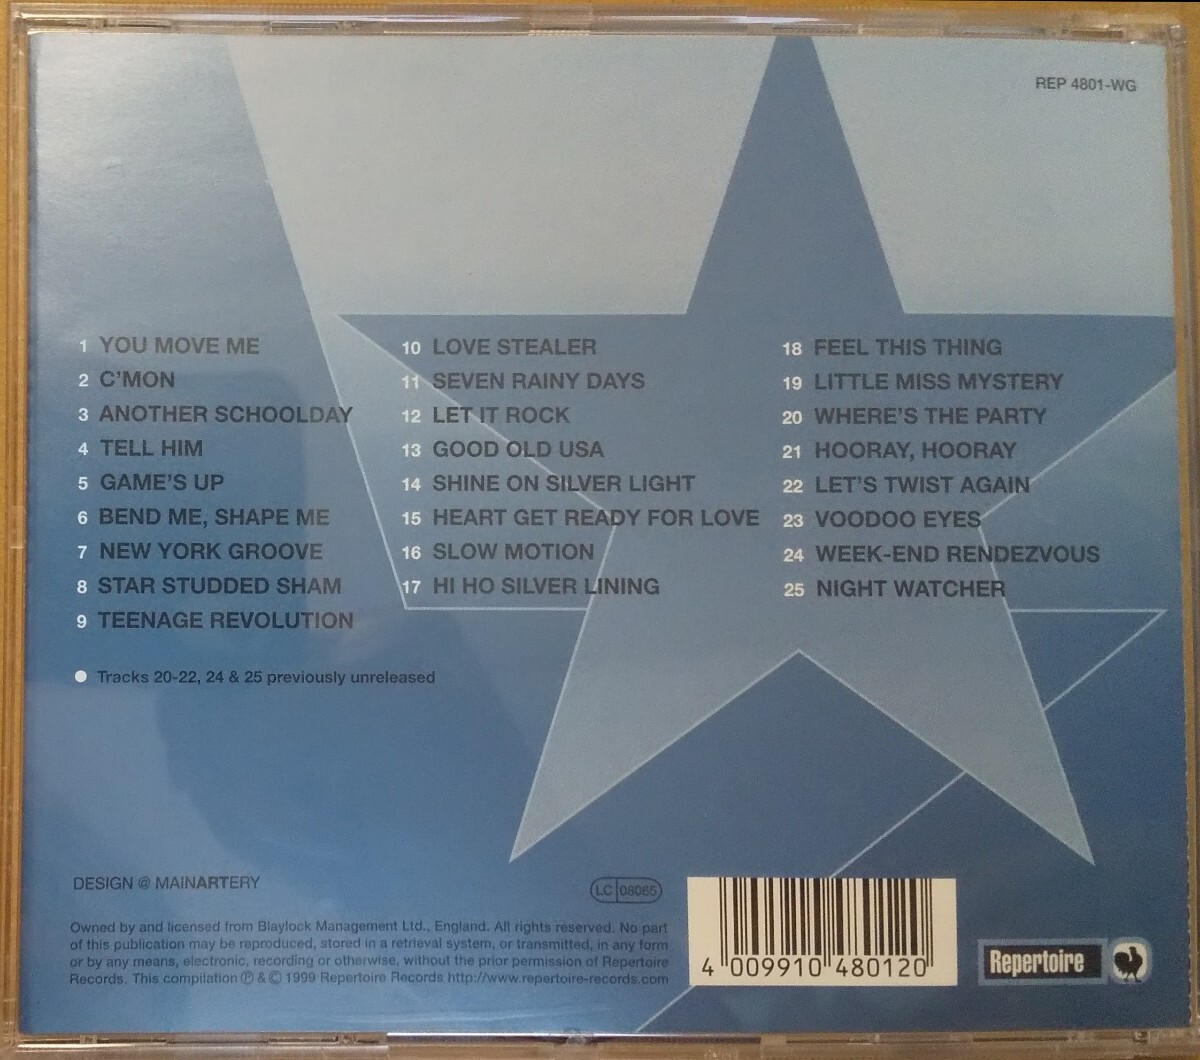 REP 4801-WG
1 YOU MOVE ME
2 C'MON
3 ANOTHER SCHOOLDAY
4 TELL HIM
5 GAME'S UP
6 BEND ME, SHAPE ME
7 NEW YORK GROOVE
8 STAR STUDDED SHAM
9 TEENAGE REVOLUTION
10 LOVE STEALER
11 SEVEN RAINY DAYS
12 LET IT ROCK
13 GOOD OLD USA
14 SHINE ON SILVER LIGHT
15 HEART GET READY FOR LOVE
16 SLOW MOTION
17 HI HO SILVER LINING
18 FEEL THIS THING
19 LITTLE MISS MYSTERY
20 WHERE'S THE PARTY
21 HOORAY, HOORAY
22 LET'S TWIST AGAIN
23 VOODOO EYES
24 WEEK-END RENDEZVOUS
25 NIGHT WATCHER
● Tracks 20-22, 24 & 25 previously unreleased
DESIGN @ MAINARTERY
LC 08065
Owned by and licensed from Blaylock Management Ltd., England. All rights reserved. No part
of this publication may be reproduced, stored in a retrieval system, or transmitted, in any form
or by any means, electronic, recording or otherwise, without the prior permission of Repertoire
Records. This compilation ℗ & © 1999 Repertoire Records http://www.repertoire-records.com
4 009910 480120
Repertoire